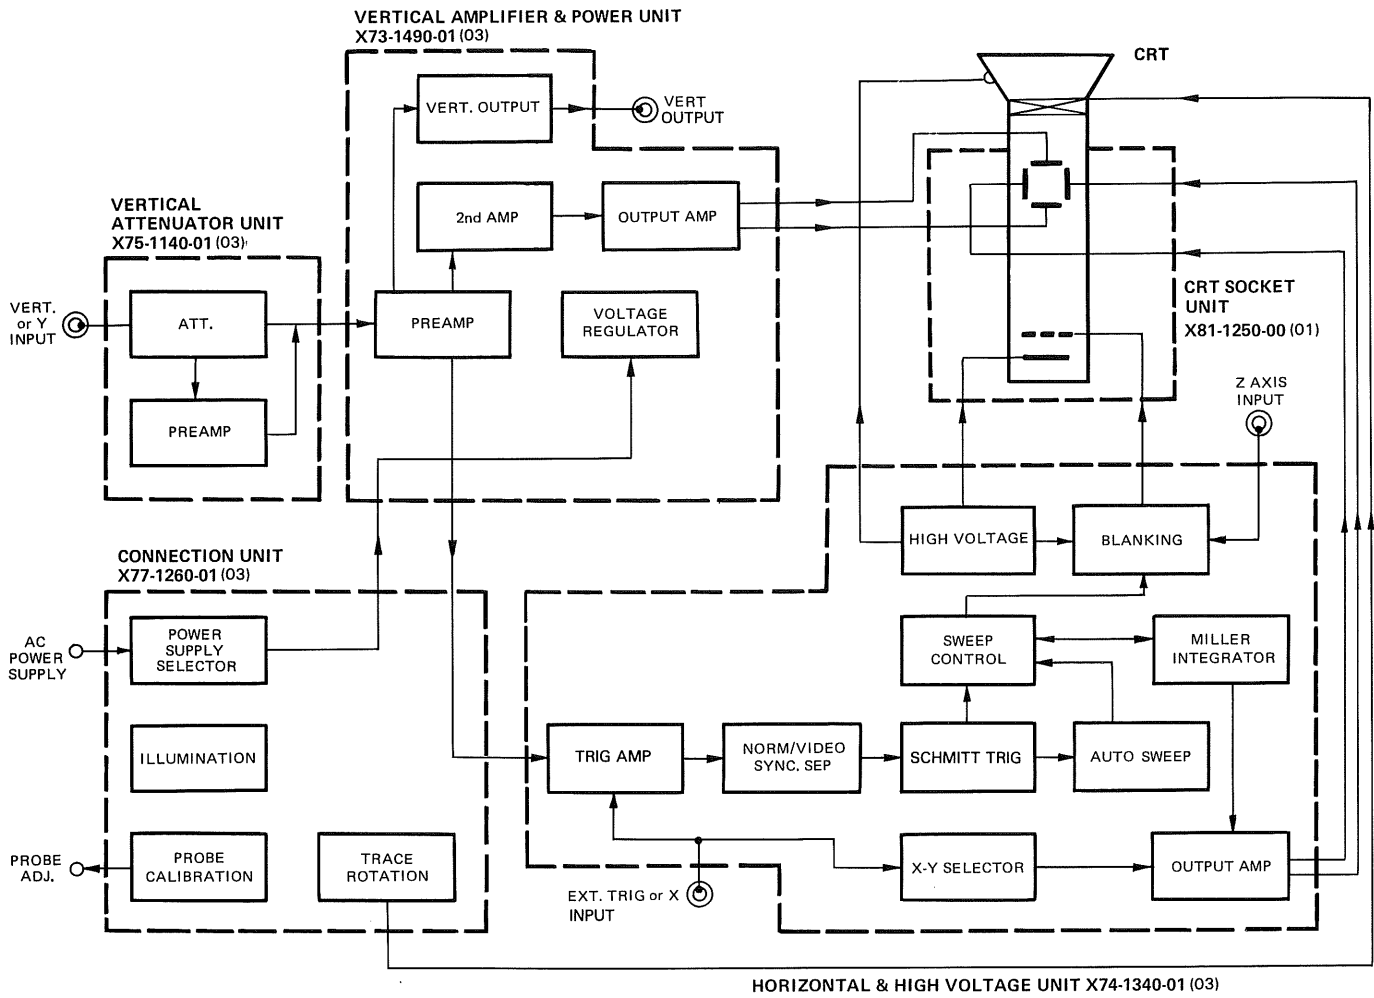 VERTICAL AMPLIFIER & POWER UNIT
X73-1490-01 (03)
CRT
VERT. OUTPUT
VERT
OUTPUT
VERTICAL
ATTENUATOR UNIT
X75-1140-01 (03)
2nd AMP
OUTPUT AMP
CRT SOCKET
UNIT
X81-1250-00 (01)
VERT.
or Y
INPUT
ATT.
PREAMP
VOLTAGE
REGULATOR
PREAMP
Z AXIS
INPUT
CONNECTION UNIT
X77-1260-01 (03)
HIGH VOLTAGE
BLANKING
AC
POWER
SUPPLY
POWER
SUPPLY
SELECTOR
SWEEP
CONTROL
MILLER
INTEGRATOR
ILLUMINATION
TRIG AMP
NORM/VIDEO
SYNC. SEP
SCHMITT TRIG
AUTO SWEEP
PROBE
ADJ.
PROBE
CALIBRATION
TRACE
ROTATION
X-Y SELECTOR
OUTPUT AMP
EXT. TRIG or X
INPUT
HORIZONTAL & HIGH VOLTAGE UNIT X74-1340-01 (03)